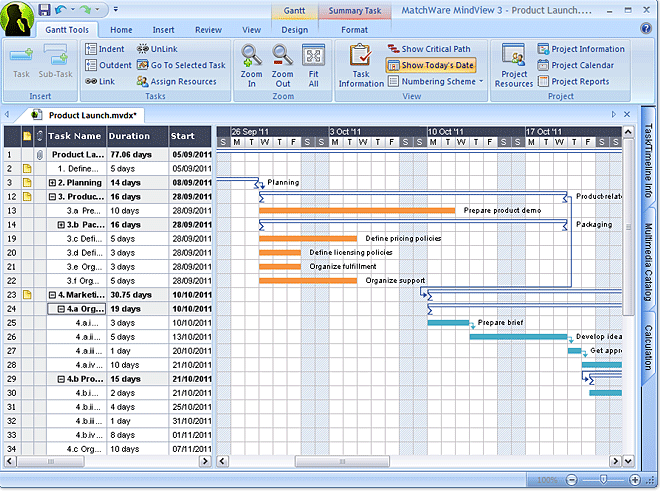 Gantt Summary Task MatchWare MindView 3 - Product Launch....
Gantt Tools Home Insert Review View Design Format
Task Sub-Task
Insert
Indent UnLink
Outdent Go To Selected Task
Link Assign Resources
Tasks
Zoom In Zoom Out Fit All
Zoom
Task Information
Show Critical Path
Show Today's Date
Numbering Scheme
View
Project Resources
Project Information
Project Calendar
Project Reports
Project
Product Launch.mvdx*
Task Name Duration Start
26 Sep '11 3 Oct '11 10 Oct '11 17 Oct '11
S M T W T F S S M T W T F S S M T W T F S S M T W T F S S
1 Product La... 77.06 days 05/09/2011
2 1. Define... 5 days 05/09/2011
3 2. Planning 14 days 08/09/2011 Planning
12 3. Produc... 16 days 28/09/2011 Product-relate
13 3.a Pre... 10 days 28/09/2011 Prepare product demo
14 3.b Pac... 16 days 28/09/2011 Packaging
19 3.c Defi... 5 days 28/09/2011 Define pricing policies
20 3.d Defi... 3 days 28/09/2011 Define licensing policies
21 3.e Org... 3 days 28/09/2011 Organize fulfillment
22 3.f Org... 5 days 28/09/2011 Organize support
23 4. Marketi... 30.75 days 10/10/2011
24 4.a Org... 19 days 10/10/2011
25 4.a.i... 3 days 10/10/2011 Prepare brief
26 4.a.ii... 5 days 13/10/2011 Develop idea
27 4.a.iii... 1 day 20/10/2011 Get appr
28 4.a.iv... 10 days 21/10/2011
29 4.b Pro... 15 days 21/10/2011
30 4.b.i... 2 days 21/10/2011
31 4.b.ii... 4 days 25/10/2011
32 4.b.iii... 1 day 31/10/2011
33 4.b.iv... 8 days 01/11/2011
34 4.c Org... 10 days 07/11/2011
Task/Timeline Info
Multimedia Catalog
Calculation
100%